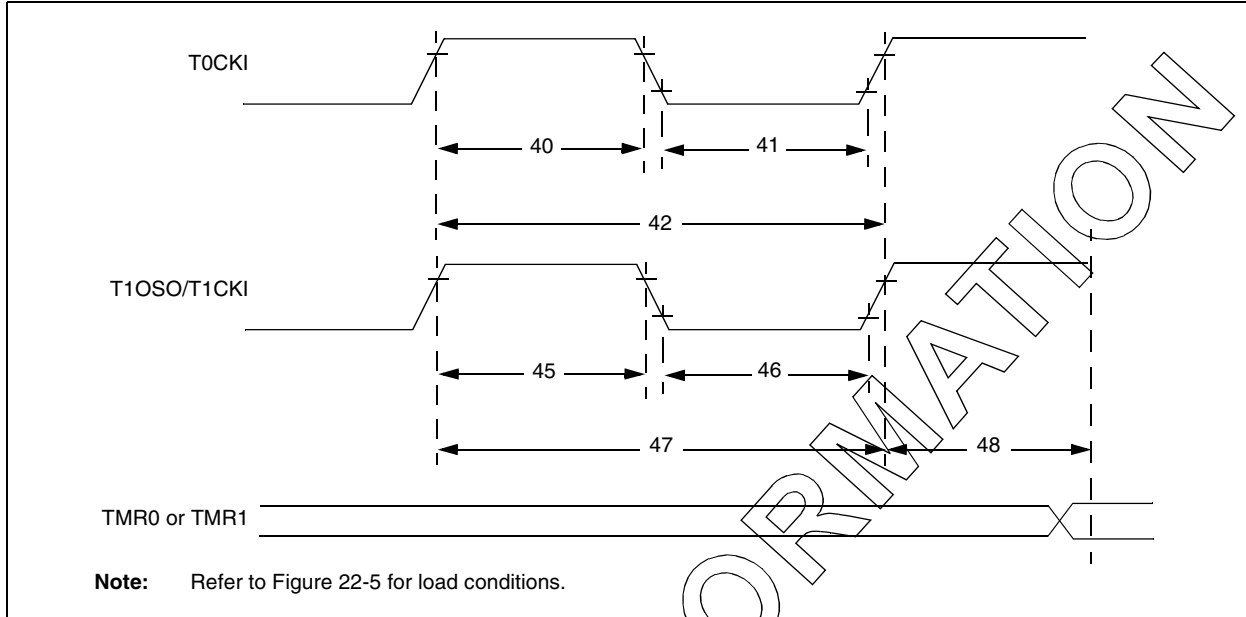 T0CKI
40
41
42
T1OSO/T1CKI
45
46
47
48
TMR0 or TMR1
Note: Refer to Figure 22-5 for load conditions.
ORMATION